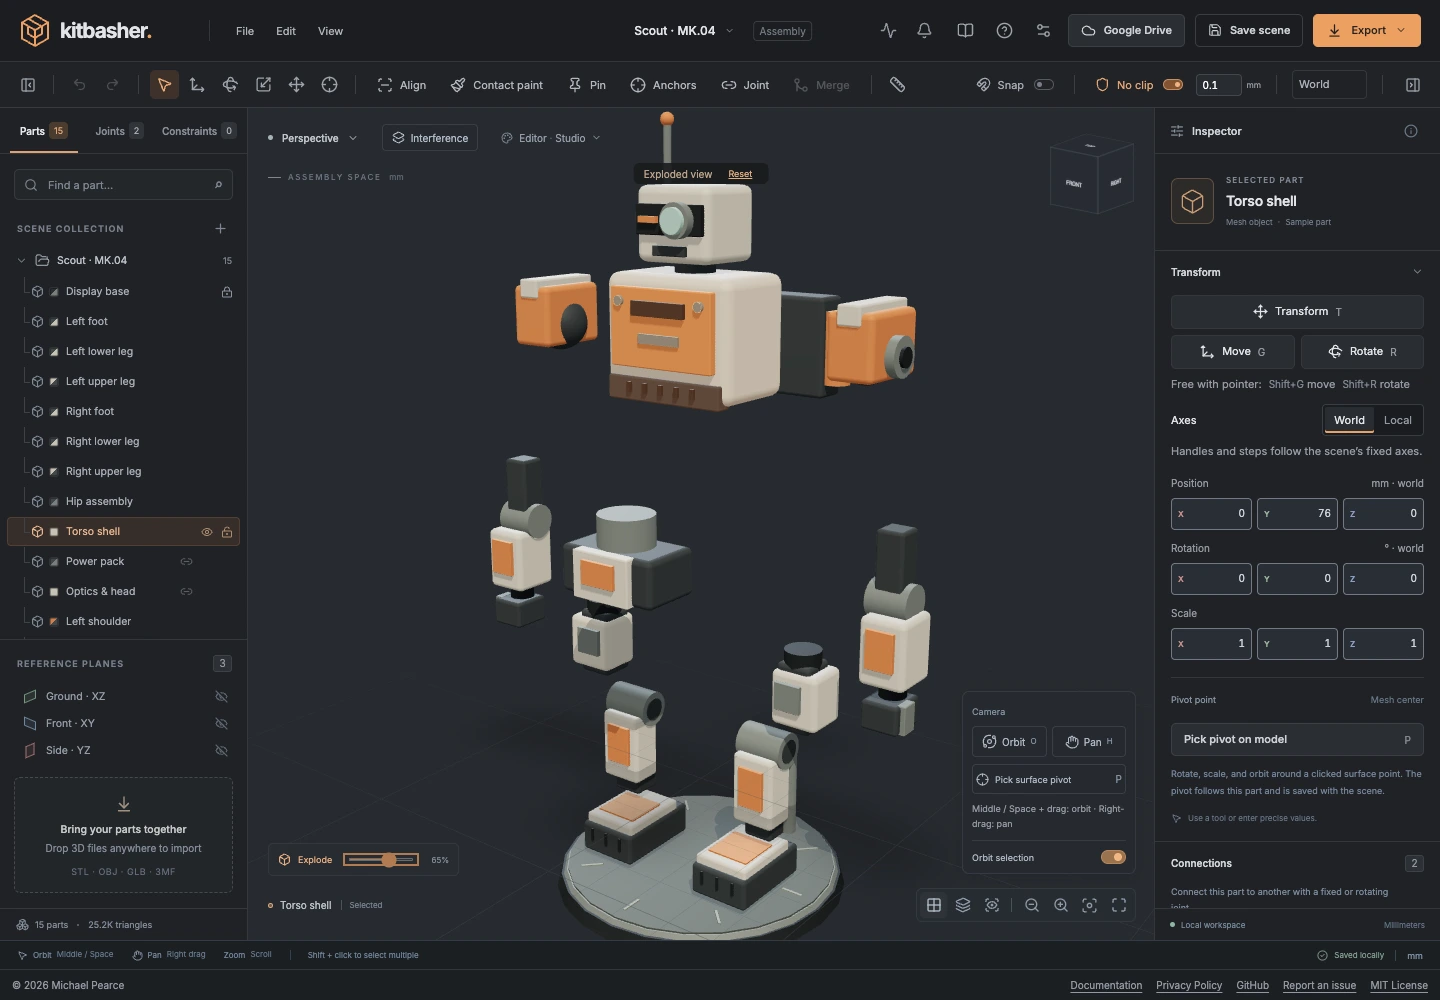 kitbasher.
File Edit View
Scout · MK.04
Assembly
Google Drive
Save scene
Export
Align
Contact paint
Pin
Anchors
Joint
Merge
Snap
No clip
0.1 mm
World
Parts 15
Joints 2
Constraints 0
Find a part...
SCENE COLLECTION
Scout · MK.04 15
Display base
Left foot
Left lower leg
Left upper leg
Right foot
Right lower leg
Right upper leg
Hip assembly
Torso shell
Power pack
Optics & head
Left shoulder
REFERENCE PLANES 3
Ground · XZ
Front · XY
Side · YZ
Bring your parts together
Drop 3D files anywhere to import
STL · OBJ · GLB · 3MF
15 parts · 25.2K triangles
Perspective
Interference
Editor · Studio
ASSEMBLY SPACE mm
Exploded view Reset
FRONT
RIGHT
Explode 65%
Torso shell Selected
Camera
Orbit O
Pan H
Pick surface pivot P
Middle / Space + drag: orbit · Right-
drag: pan
Orbit selection
Inspector
SELECTED PART
Torso shell
Mesh object · Sample part
Transform
Transform T
Move G
Rotate R
Free with pointer: Shift+G move Shift+R rotate
Axes
World Local
Handles and steps follow the scene's fixed axes.
Position mm · world
X 0 Y 76 Z 0
Rotation ° · world
X 0 Y 0 Z 0
Scale
X 1 Y 1 Z 1
Pivot point Mesh center
Pick pivot on model P
Rotate, scale, and orbit around a clicked surface point. The
pivot follows this part and is saved with the scene.
Use a tool or enter precise values.
Connections 2
Connect this part to another with a fixed or rotating
joint.
Local workspace Millimeters
Orbit Middle / Space Pan Right drag Zoom Scroll Shift + click to select multiple
Saved locally mm
© 2026 Michael Pearce
Documentation Privacy Policy GitHub Report an issue MIT License